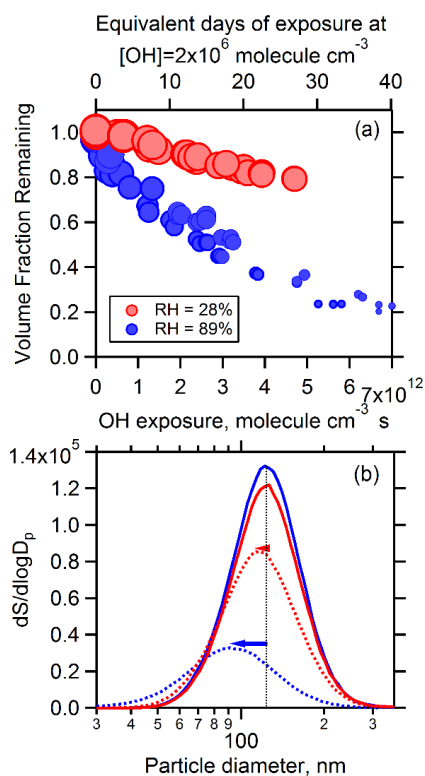 Equivalent days of exposure at
[OH]=2x10⁶ molecule cm⁻³
0 10 20 30 40
(a)
Volume Fraction Remaining
1.0
0.8
0.6
0.4
0.2
0.0
RH = 28%
RH = 89%
0 1 2 3 4 5 6 7x10¹²
OH exposure, molecule cm⁻³ s
(b)
dS/dlogDₚ
1.4x10⁵
1.2
1.0
0.8
0.6
0.4
0.2
0.0
3 4 5 6 7 8 9 100 2 3
Particle diameter, nm